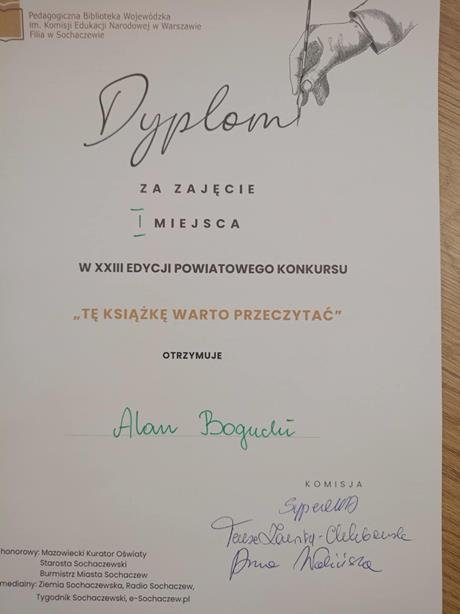 Pedagogiczna Biblioteka Wojewódzka
im. Komisji Edukacji Narodowej w Warszawie
Filia w Sochaczewie
Dyplom
ZA ZAJĘCIE
I MIEJSCA
W XXIII EDYCJI POWIATOWEGO KONKURSU
„TĘ KSIĄŻKĘ WARTO PRZECZYTAĆ”
OTRZYMUJE
Alan Bogucki
KOMISJA
Anna
honorowy: Mazowiecki Kurator Oświaty
Starosta Sochaczewski
Burmistrz Miasta Sochaczew
medialny: Ziemia Sochaczewska, Radio Sochaczew,
Tygodnik Sochaczewski, e-Sochaczew.pl